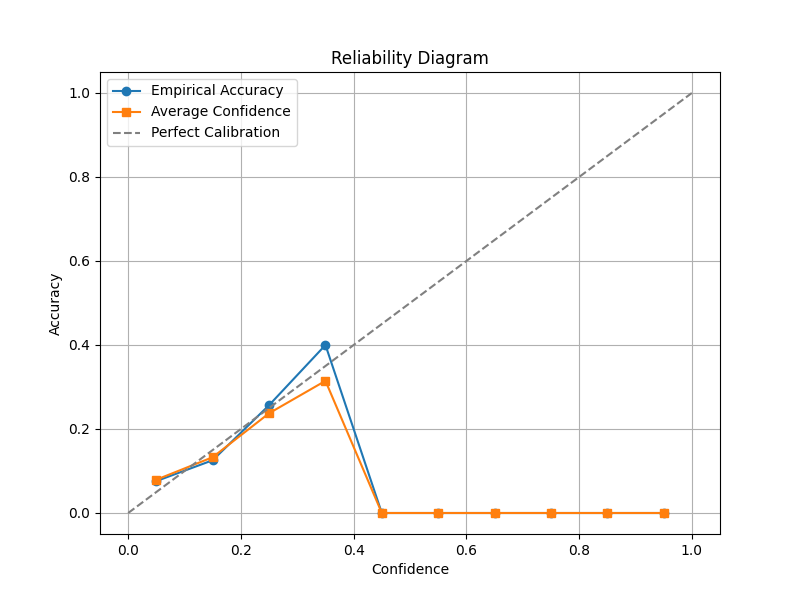 Reliability Diagram
Empirical Accuracy
Average Confidence
Perfect Calibration
1.0
0.8
0.6
0.4
0.2
0.0
Accuracy
0.0 0.2 0.4 0.6 0.8 1.0
Confidence